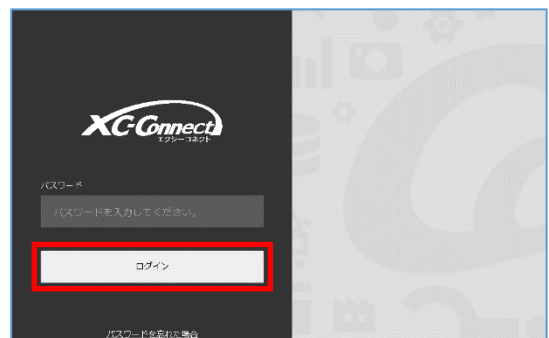 XC-Connect
エクシーコネクト
パスワード
パスワードを入力してください。
ログイン
パスワードを忘れた場合